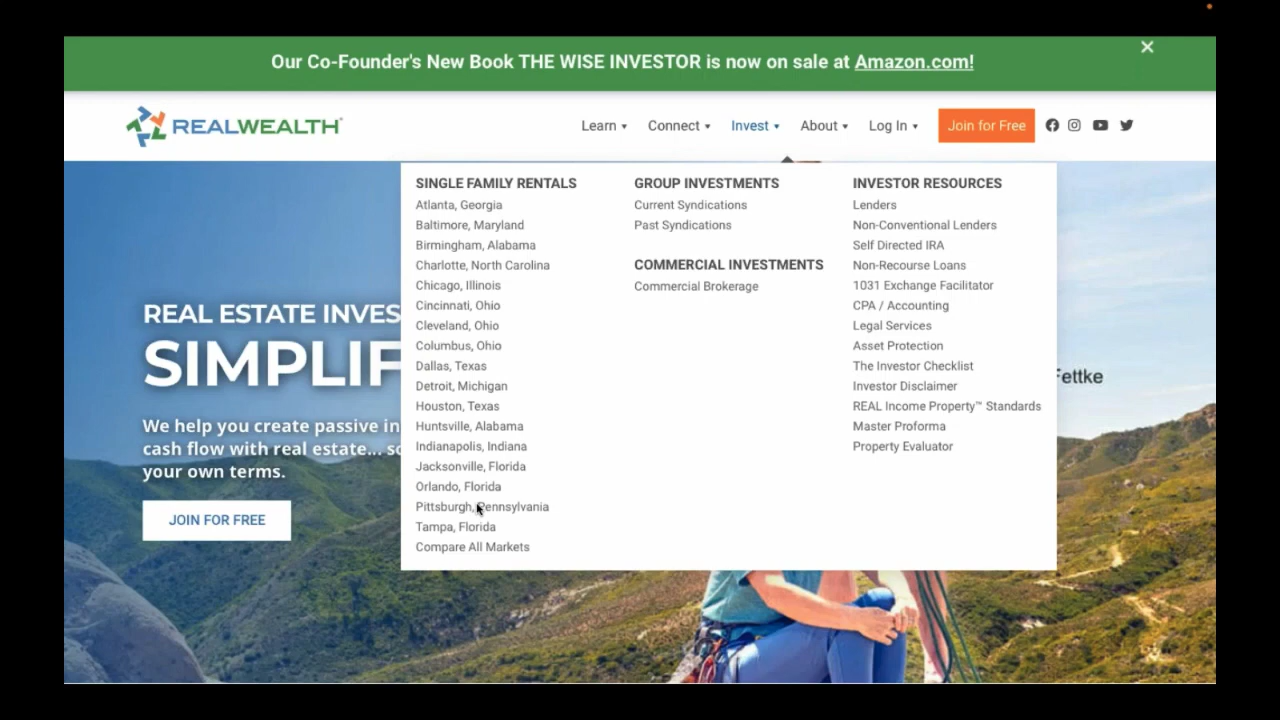 Our Co-Founder's New Book THE WISE INVESTOR is now on sale at Amazon.com!
REALWEALTH
Learn
Connect
Invest
About
Log In
Join for Free
SINGLE FAMILY RENTALS
Atlanta, Georgia
Baltimore, Maryland
Birmingham, Alabama
Charlotte, North Carolina
Chicago, Illinois
Cincinnati, Ohio
Cleveland, Ohio
Columbus, Ohio
Dallas, Texas
Detroit, Michigan
Houston, Texas
Huntsville, Alabama
Indianapolis, Indiana
Jacksonville, Florida
Orlando, Florida
Pittsburgh, Pennsylvania
Tampa, Florida
Compare All Markets
GROUP INVESTMENTS
Current Syndications
Past Syndications
COMMERCIAL INVESTMENTS
Commercial Brokerage
INVESTOR RESOURCES
Lenders
Non-Conventional Lenders
Self Directed IRA
Non-Recourse Loans
1031 Exchange Facilitator
CPA / Accounting
Legal Services
Asset Protection
The Investor Checklist
Investor Disclaimer
REAL Income Property™ Standards
Master Proforma
Property Evaluator
REAL ESTATE INVES
SIMPLIF
We help you create passive in
cash flow with real estate... so
your own terms.
JOIN FOR FREE
Fettke